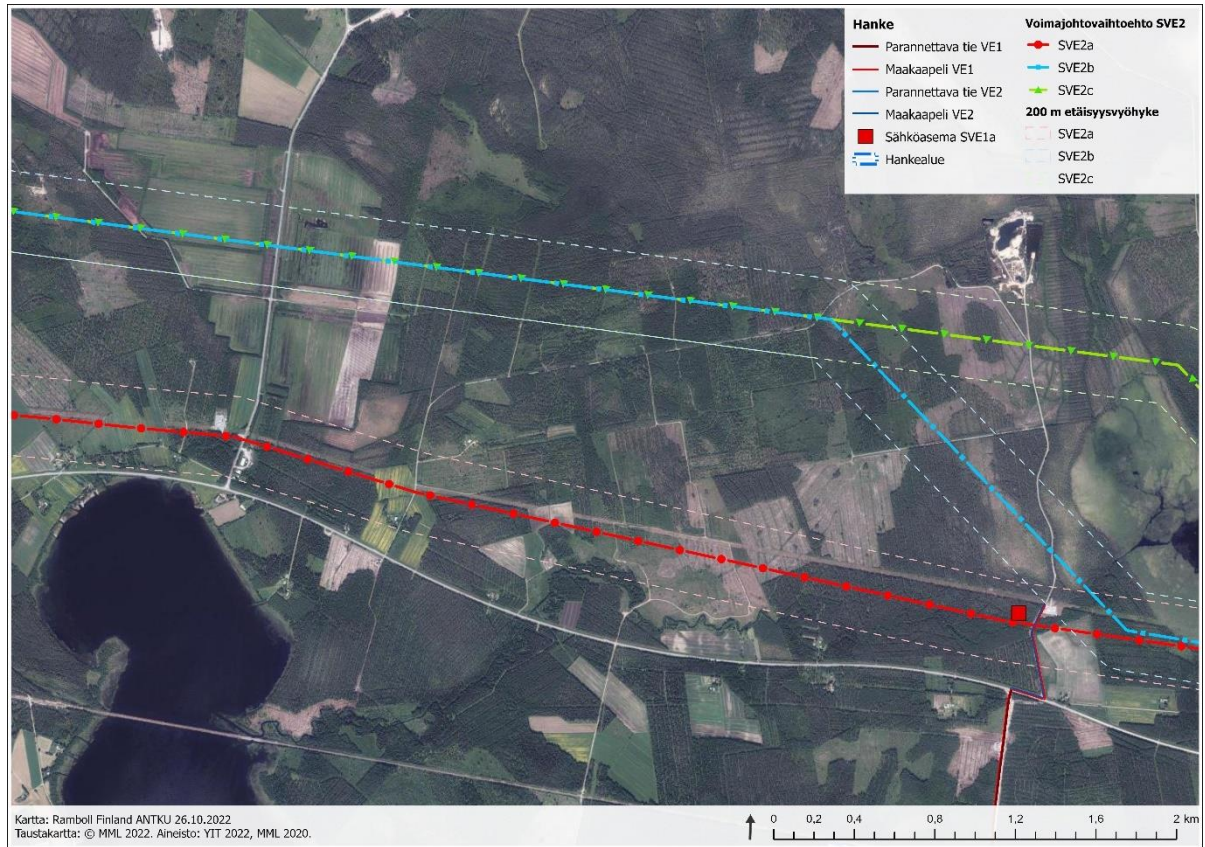 Hanke
Parannettava tie VE1
Maakaapeli VE1
Parannettava tie VE2
Maakaapeli VE2
Sähköasema SVE1a
Hankealue
Voimajohtovaihtoehto SVE2
SVE2a
SVE2b
SVE2c
200 m etäisyysvyöhyke
SVE2a
SVE2b
SVE2c
Kartta: Ramboll Finland ANTKU 26.10.2022
Taustakartta: © MML 2022. Aineisto: YIT 2022, MML 2020.
0 0,2 0,4 0,8 1,2 1,6 2 km